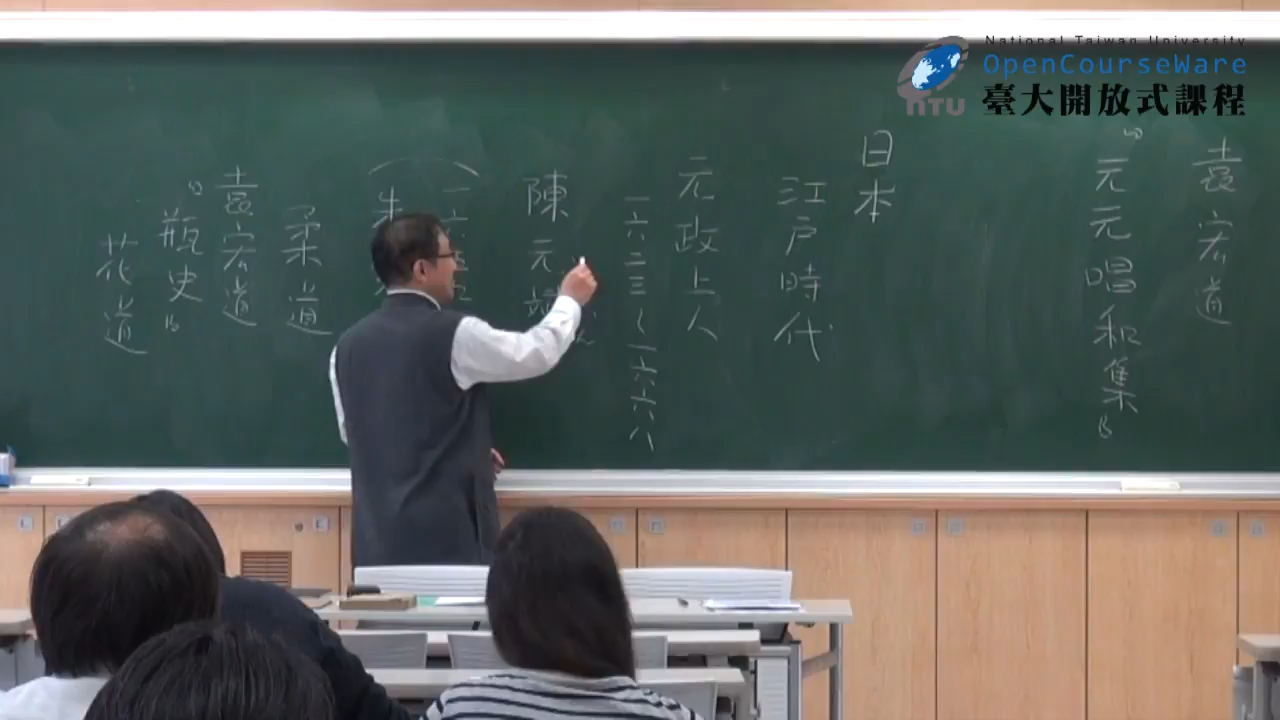 National Taiwan University
OpenCourseWare
臺大開放式課程
NTU
袁宏道
『元元唱和集』
日本
江戶時代
元政上人
一六二三~一六六八
陳元贇
柔道
袁宏道
『瓶史』
花道